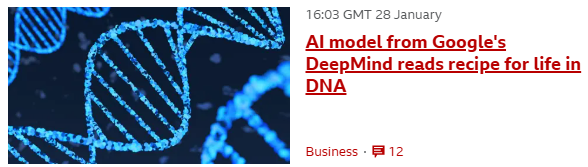 16:03 GMT 28 January
AI model from Google's
DeepMind reads recipe for life in
DNA
Business · 12